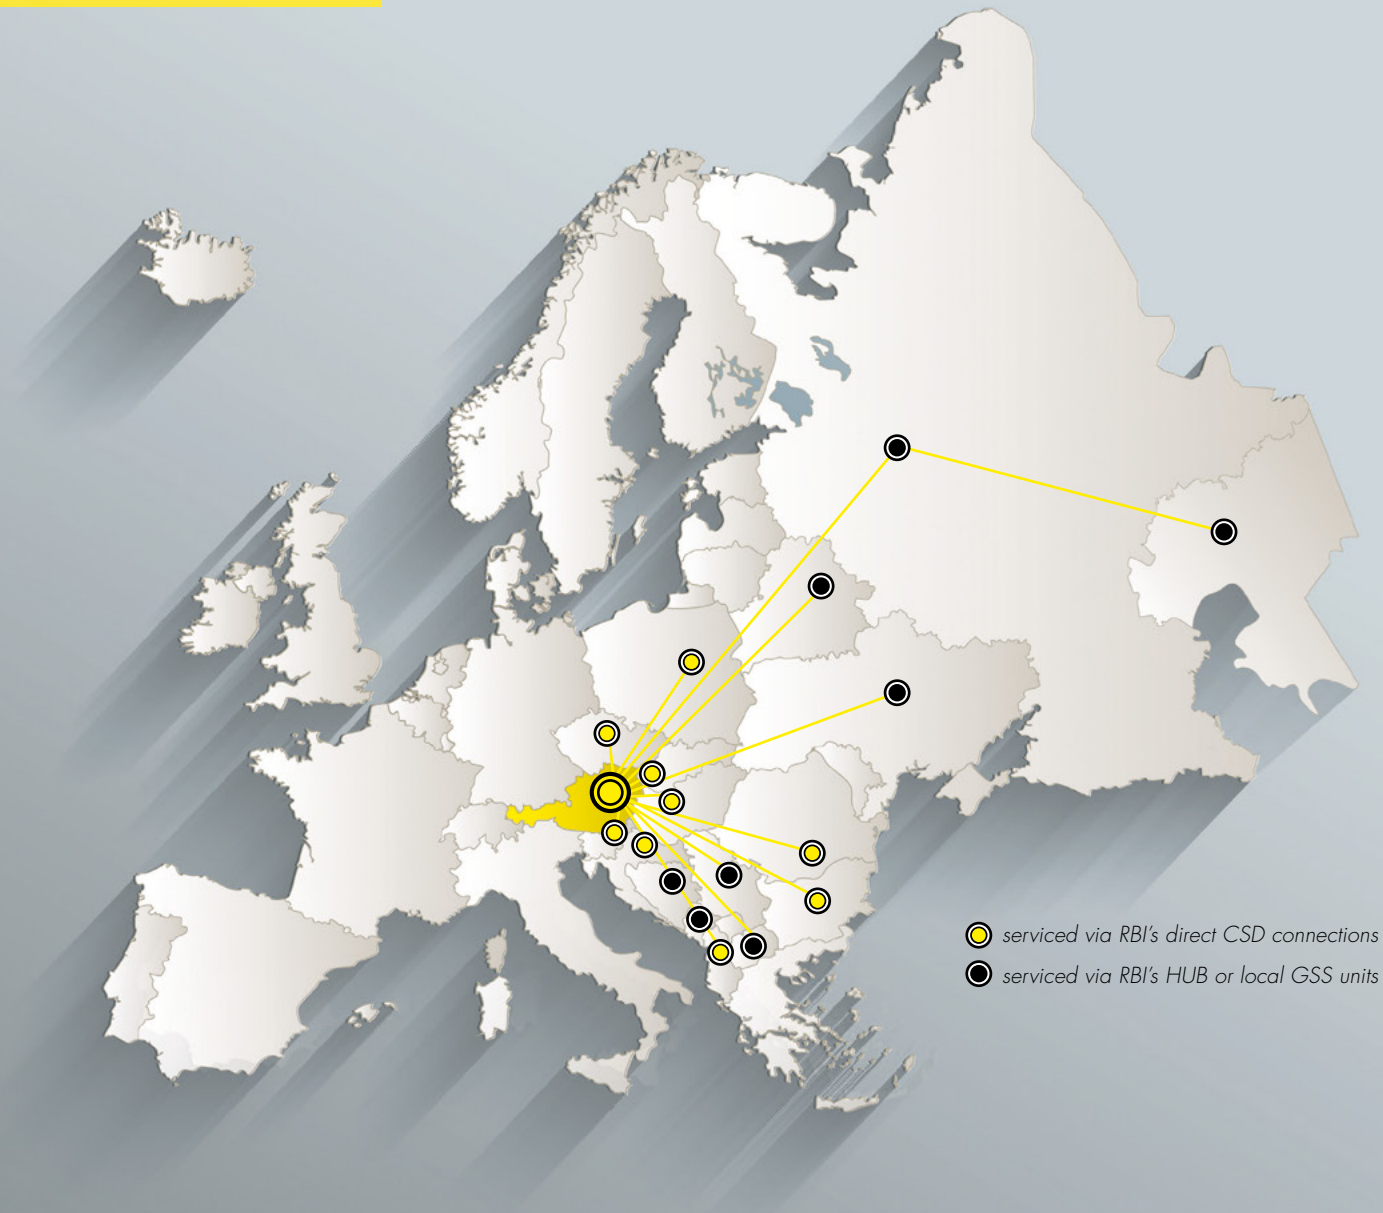 serviced via RBI's direct CSD connections
serviced via RBI's HUB or local GSS units